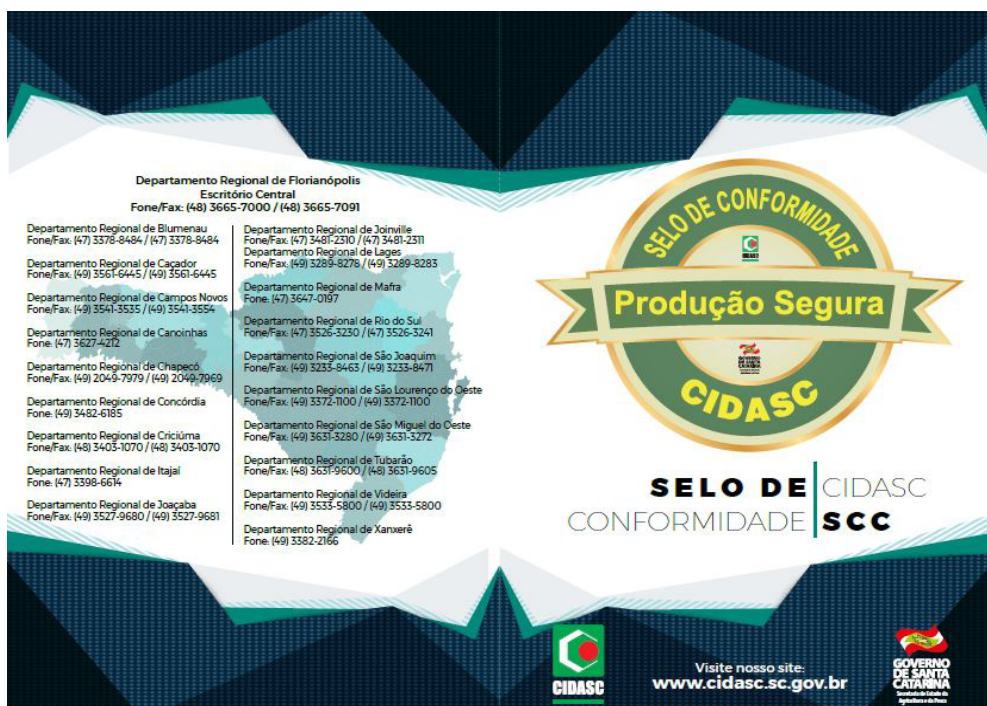 Departamento Regional de Florianópolis
Escritório Central
Fone/Fax: (48) 3665-7000 / (48) 3665-7091
Departamento Regional de Blumenau
Fone/Fax: (47) 3378-8484 / (47) 3378-8484
Departamento Regional de Caçador
Fone/Fax: (49) 3561-6445 / (49) 3561-6445
Departamento Regional de Campos Novos
Fone/Fax: (49) 3541-3535 / (49) 3541-3554
Departamento Regional de Canoinhas
Fone: (47) 3627-4212
Departamento Regional de Chapecó
Fone/Fax: (49) 2049-7979 / (49) 2049-7969
Departamento Regional de Concórdia
Fone: (49) 3482-6185
Departamento Regional de Criciúma
Fone/Fax: (48) 3403-1070 / (48) 3403-1070
Departamento Regional de Itajaí
Fone: (47) 3398-6614
Departamento Regional de Joaçaba
Fone/Fax: (49) 3527-9680 / (49) 3527-9681
Departamento Regional de Joinville
Fone/Fax: (47) 3481-2310 / (47) 3481-2311
Departamento Regional de Lages
Fone/Fax: (49) 3289-8278 / (49) 3289-8283
Departamento Regional de Mafra
Fone: (47) 3647-0197
Departamento Regional de Rio do Sul
Fone/Fax: (47) 3526-3230 / (47) 3526-3241
Departamento Regional de São Joaquim
Fone/Fax: (49) 3233-8463 / (49) 3233-8471
Departamento Regional de São Lourenço do Oeste
Fone/Fax: (49) 3372-1100 / (49) 3372-1100
Departamento Regional de São Miguel do Oeste
Fone/Fax: (49) 3631-3280 / (49) 3631-3272
Departamento Regional de Tubarão
Fone/Fax: (48) 3631-9600 / (48) 3631-9605
Departamento Regional de Videira
Fone/Fax: (49) 3533-5800 / (49) 3533-5800
Departamento Regional de Xanxerê
Fone: (49) 3382-2166
SELO DE CONFORMIDADE
CIDASC
Produção Segura
GOVERNO
DE SANTA
CATARINA
CIDASC
SELO DE CIDASC
CONFORMIDADE SCC
CIDASC
Visite nosso site:
www.cidasc.sc.gov.br
GOVERNO
DE SANTA
CATARINA
Secretaria de Estado da
Agricultura e da Pesca